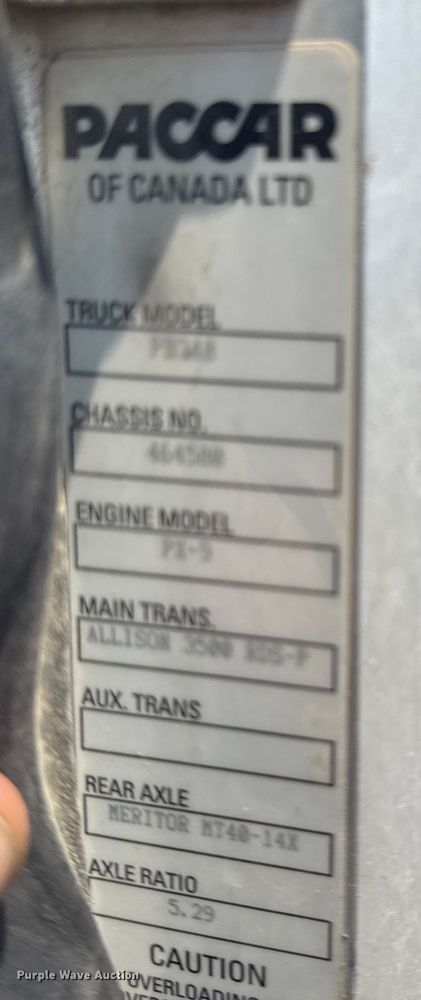 PACCAR
OF CANADA LTD
TRUCK MODEL
PB348
CHASSIS NO.
464580
ENGINE MODEL
PX-9
MAIN TRANS.
ALLISON 3500 RDS-P
AUX. TRANS
REAR AXLE
MERITOR MT40-14X
AXLE RATIO
5.29
CAUTION
OVERLOADING
Purple Wave Auction